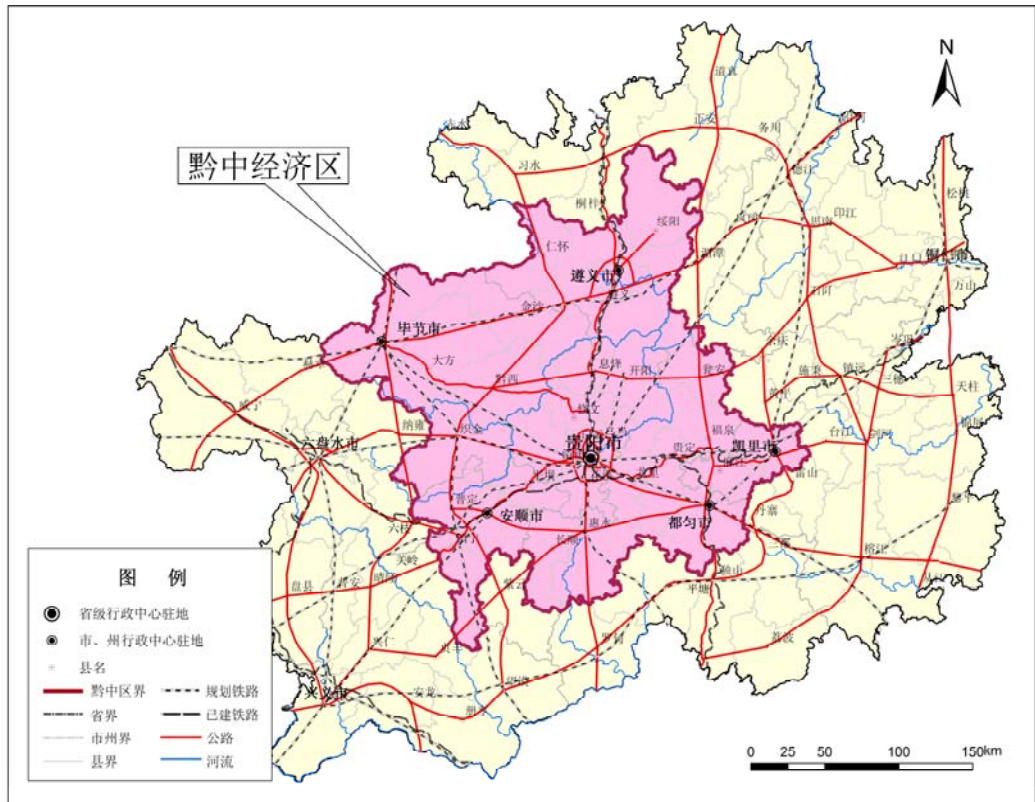 N
道真
赤水
正安
务川
习水
德江
黔中经济区
松桃
桐梓
绥阳
印江
思南
凤冈
仁怀
湄潭
铜仁市
江口
遵义市
遵义
万山
石阡
金沙
岑巩
毕节市
余庆
息烽
大方
开阳
瓮安
施秉
镇远
三穗
黔西
天柱
黄平
锦屏
威宁
修文
纳雍
织金
福泉
台江
剑河
六盘水市
贵阳市
凯里市
贵定
雷山
平坝
黎平
普定
安顺市
惠水
都匀市
丹寨
六枝
长顺
三都
榕江
关岭
独山
从江
盘县
普安
晴隆
紫云
平塘
罗甸
荔波
兴仁
贞丰
兴义市
安龙
望谟
册亨
图 例
省级行政中心驻地
市、州行政中心驻地
县名
黔中区界
规划铁路
省界
已建铁路
市州界
公路
县界
河流
0 25 50 100 150km